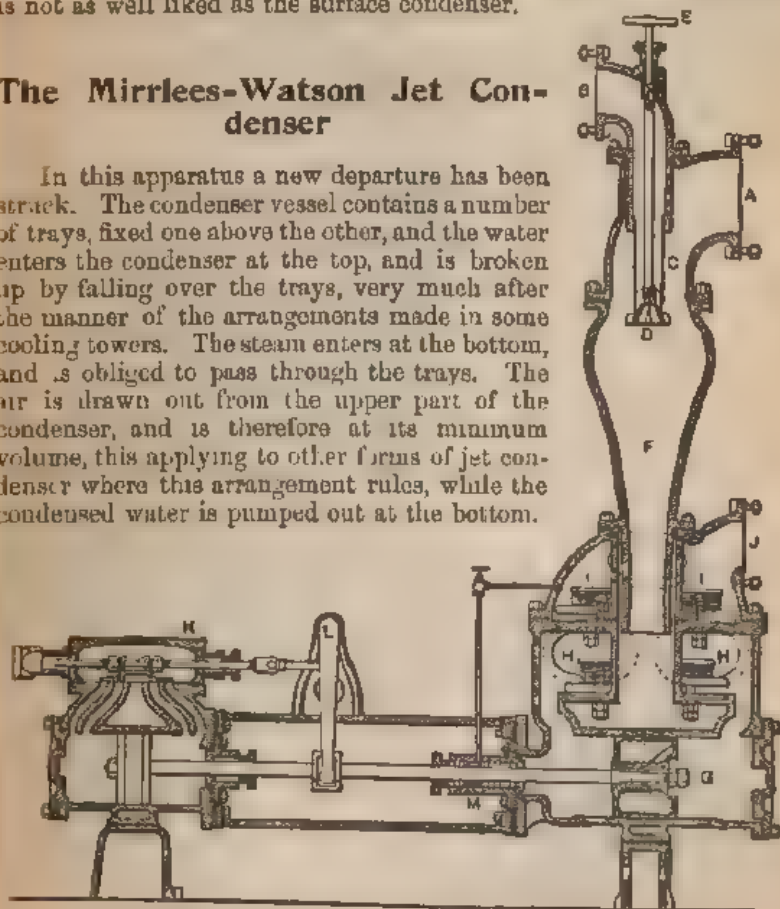 is not as well liked as the surface condenser.
The Mirrlees-Watson Jet Con-
denser
In this apparatus a new departure has been
struck. The condenser vessel contains a number
of trays, fixed one above the other, and the water
enters the condenser at the top, and is broken
up by falling over the trays, very much after
the manner of the arrangements made in some
cooling towers. The steam enters at the bottom,
and is obliged to pass through the trays. The
air is drawn out from the upper part of the
condenser, and is therefore at its minimum
volume, this applying to other forms of jet con-
denser where this arrangement rules, while the
condensed water is pumped out at the bottom.
E
B
A
C
D
F
J
I I
H H
K
L
G
M